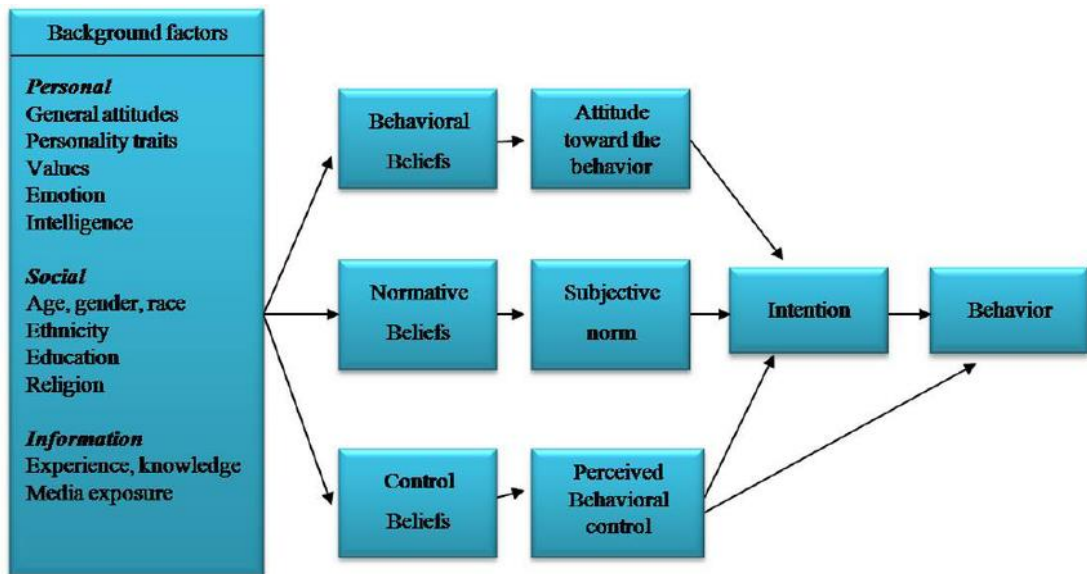 Background factors
Personal
General attitudes
Personality traits
Values
Emotion
Intelligence
Social
Age, gender, race
Ethnicity
Education
Religion
Information
Experience, knowledge
Media exposure
Behavioral
Beliefs
Attitude
toward the
behavior
Normative
Beliefs
Subjective
norm
Intention
Behavior
Control
Beliefs
Perceived
Behavioral
control